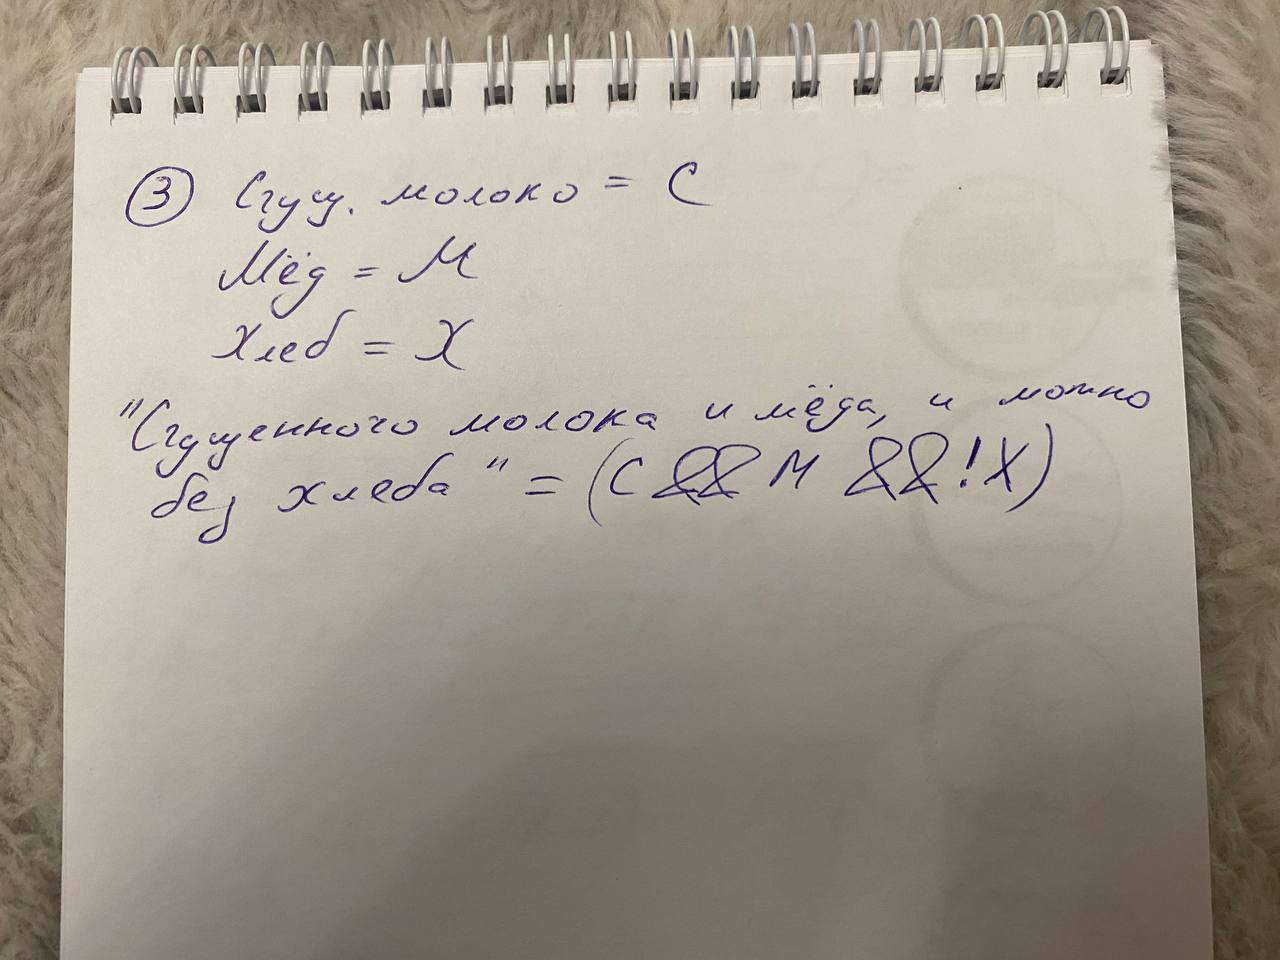 ③ Сгущ. молоко = С
Мёд = М
Хлеб = Х
"Сгущенного молока и мёда, и можно
без хлеба" = (С && М && !Х)